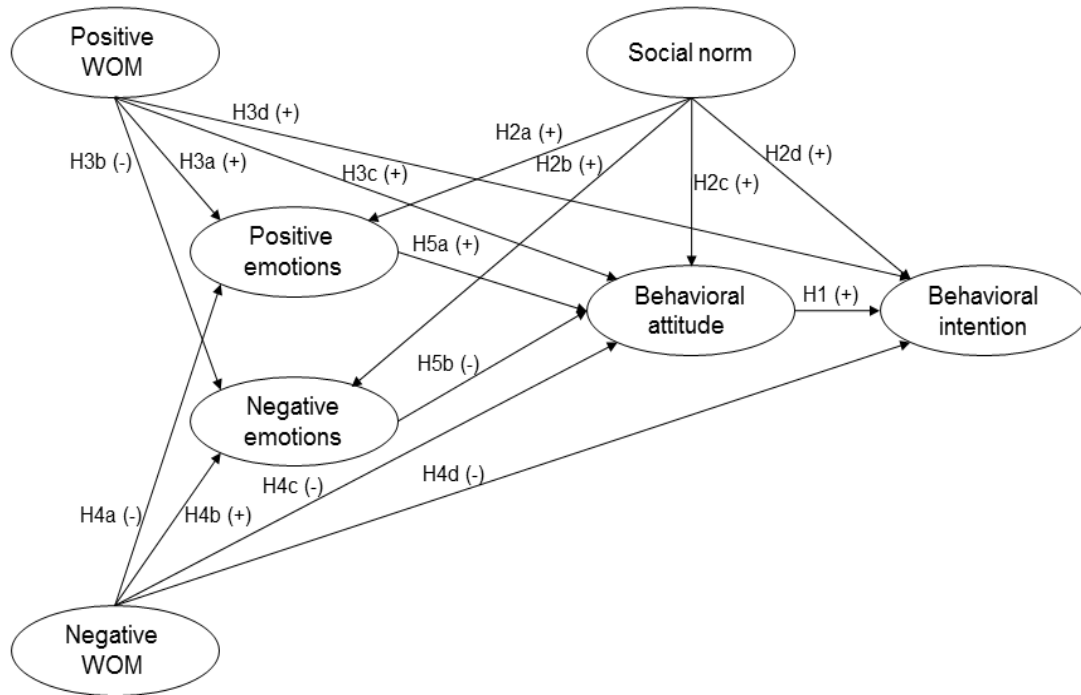 Positive
WOM
Social norm
H3d (+)
H2a (+)
H3b (-)
H3a (+)
H2b (+)
H2d (+)
H3c (+)
H2c (+)
Positive
emotions
H5a (+)
Behavioral
attitude
H1 (+)
Behavioral
intention
H5b (-)
Negative
emotions
H4c (-)
H4d (-)
H4a (-)
H4b (+)
Negative
WOM